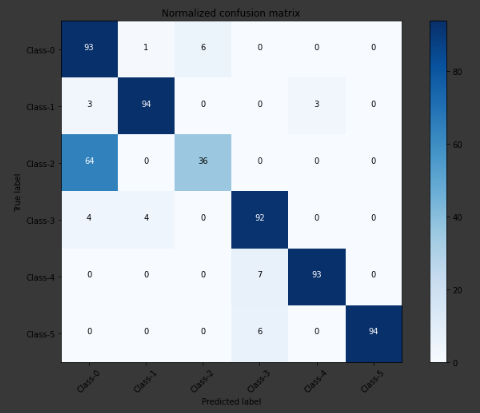 Normalized confusion matrix
Class-0 93 1 6 0 0 0
Class-1 3 94 0 0 3 0
Class-2 64 0 36 0 0 0
Class-3 4 4 0 92 0 0
Class-4 0 0 0 7 93 0
Class-5 0 0 0 6 0 94
True label
Class-0 Class-1 Class-2 Class-3 Class-4 Class-5
Predicted label
80
60
40
20
0